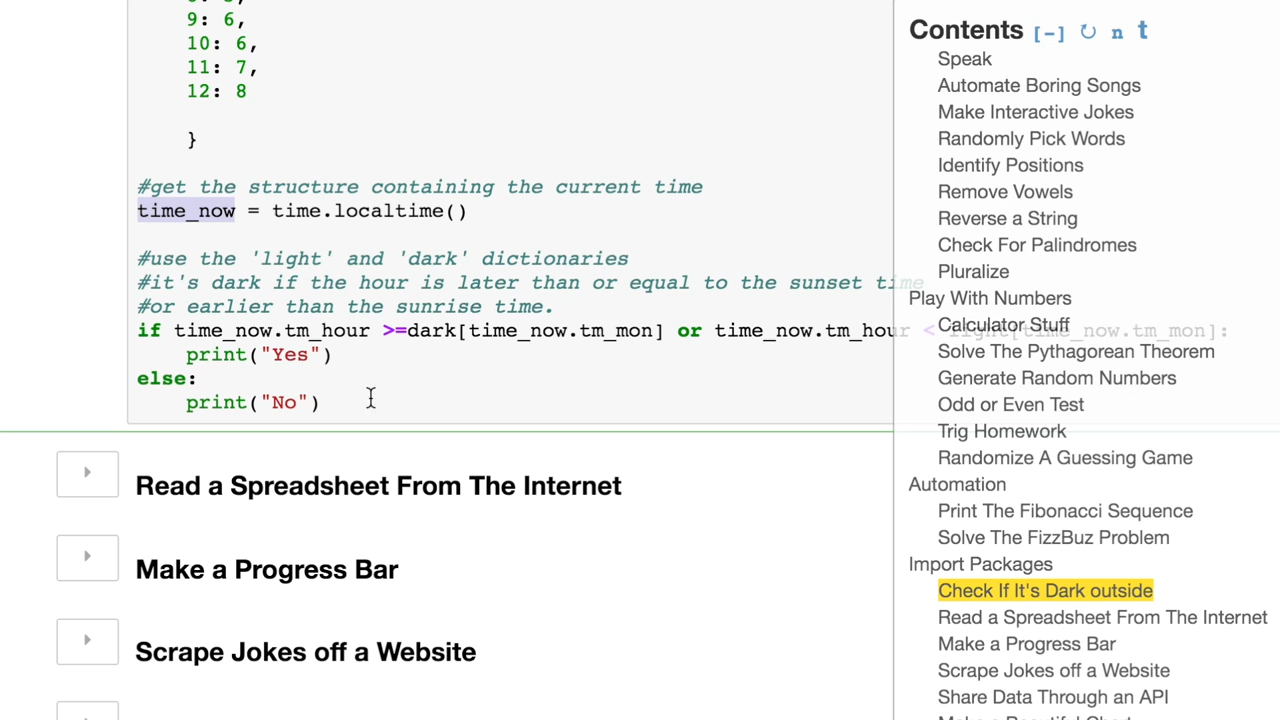 9: 6,
10: 6,
11: 7,
12: 8
}
#get the structure containing the current time
time_now = time.localtime()
#use the 'light' and 'dark' dictionaries
#it's dark if the hour is later than or equal to the sunset time
#or earlier than the sunrise time.
if time_now.tm_hour >=dark[time_now.tm_mon] or time_now.tm_hour < light[time_now.tm_mon]:
print("Yes")
else:
print("No")
Read a Spreadsheet From The Internet
Make a Progress Bar
Scrape Jokes off a Website
Contents [-] ↻ n t
Speak
Automate Boring Songs
Make Interactive Jokes
Randomly Pick Words
Identify Positions
Remove Vowels
Reverse a String
Check For Palindromes
Pluralize
Play With Numbers
Calculator Stuff
Solve The Pythagorean Theorem
Generate Random Numbers
Odd or Even Test
Trig Homework
Randomize A Guessing Game
Automation
Print The Fibonacci Sequence
Solve The FizzBuz Problem
Import Packages
Check If It's Dark outside
Read a Spreadsheet From The Internet
Make a Progress Bar
Scrape Jokes off a Website
Share Data Through an API